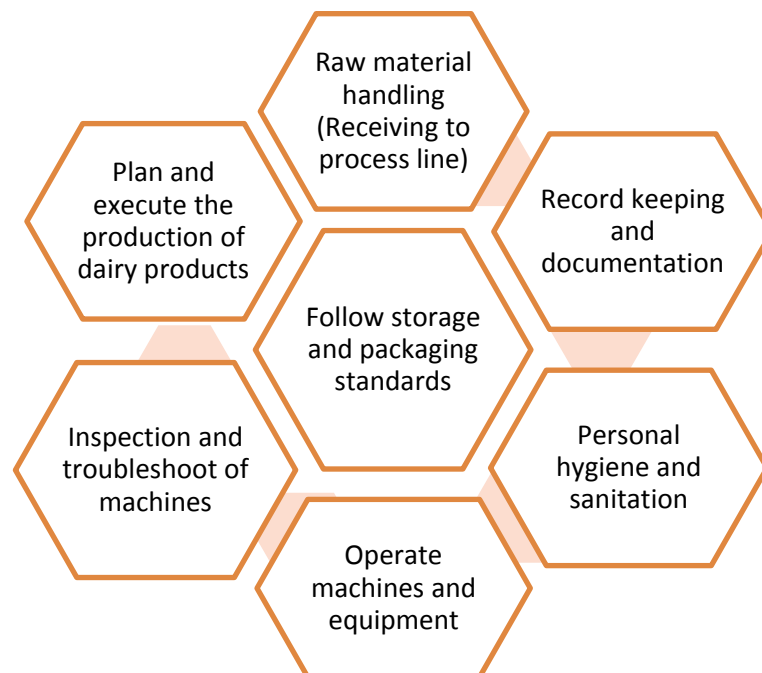 Raw material
handling
(Receiving to
process line)
Plan and
execute the
production of
dairy products
Record keeping
and
documentation
Follow storage
and packaging
standards
Inspection and
troubleshoot of
machines
Personal
hygiene and
sanitation
Operate
machines and
equipment